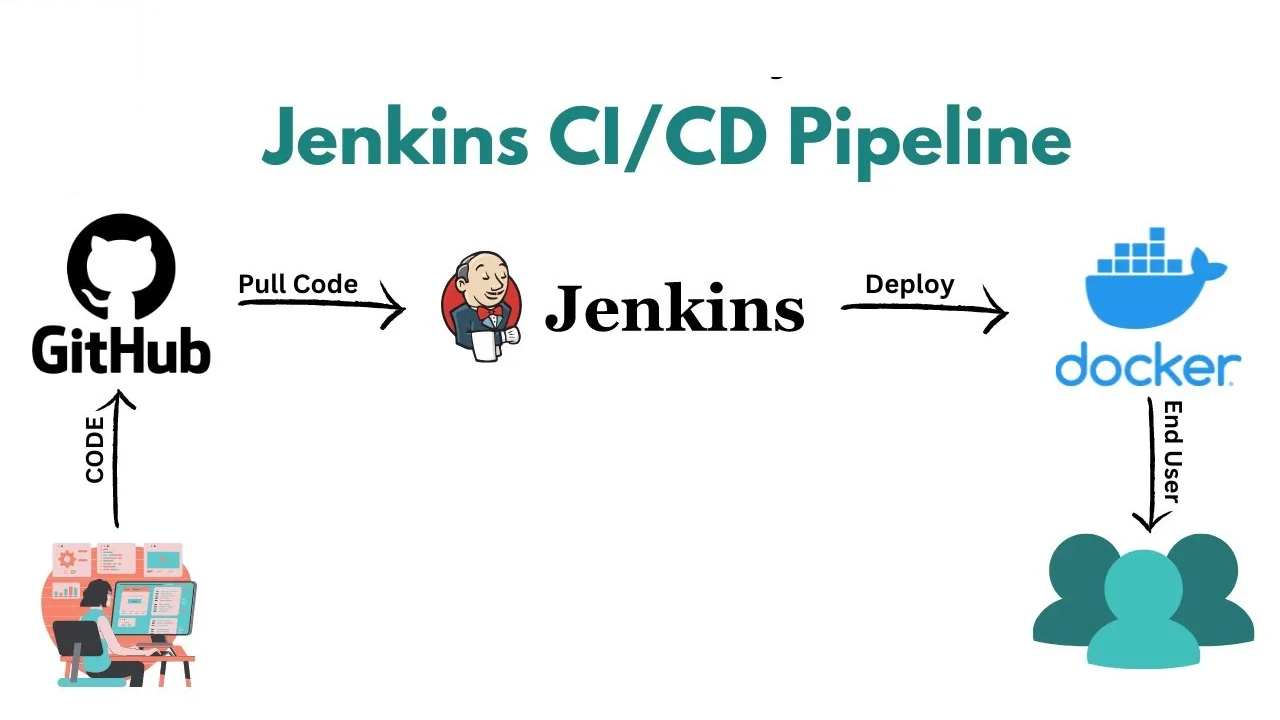 Jenkins CI/CD Pipeline
GitHub
Pull Code
Jenkins
Deploy
docker
CODE
End User